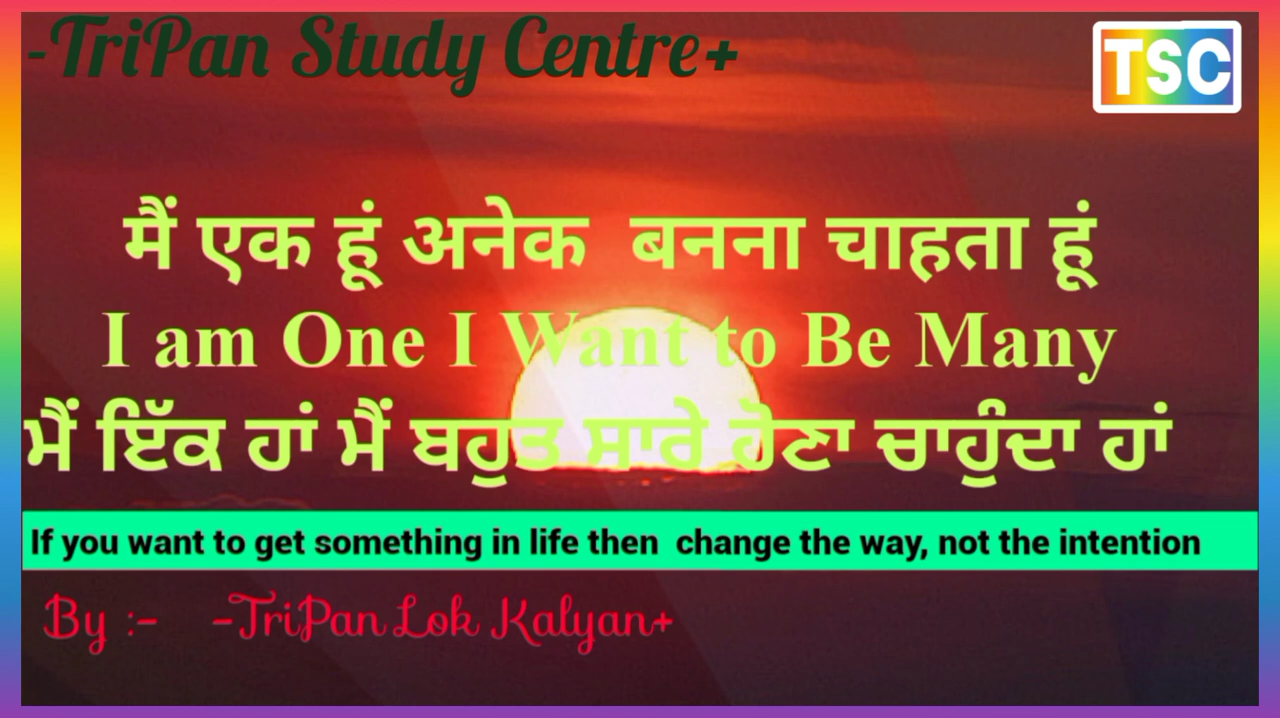 -TriPan Study Centre+
TSC
मैं एक हूं अनेक  बनना चाहता हूं
I am One I Want to Be Many
ਮੈਂ ਇੱਕ ਹਾਂ ਮੈਂ ਬਹੁਤ ਸਾਰੇ ਹੋਣਾ ਚਾਹੁੰਦਾ ਹਾਂ
If you want to get something in life then  change the way, not the intention
By :-   -TriPan Lok Kalyan+